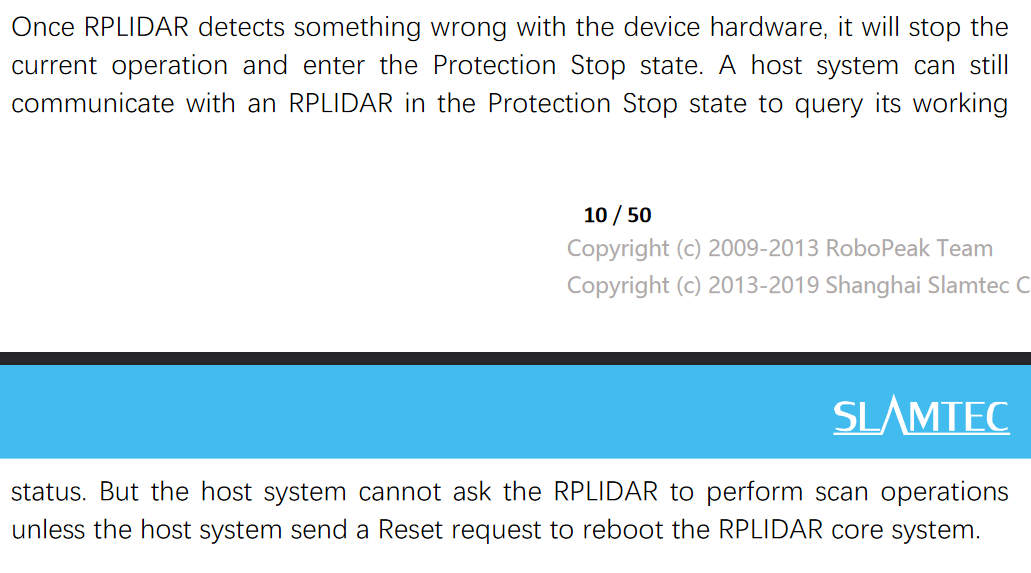 Once RPLIDAR detects something wrong with the device hardware, it will stop the
current operation and enter the Protection Stop state. A host system can still
communicate with an RPLIDAR in the Protection Stop state to query its working
10 / 50
Copyright (c) 2009-2013 RoboPeak Team
Copyright (c) 2013-2019 Shanghai Slamtec C
SLAMTEC
status. But the host system cannot ask the RPLIDAR to perform scan operations
unless the host system send a Reset request to reboot the RPLIDAR core system.